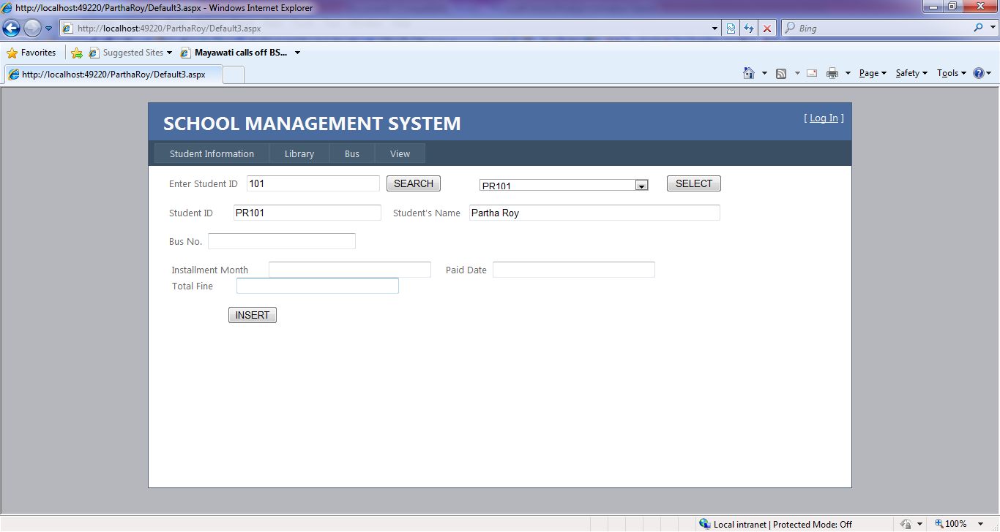 http://localhost:49220/ParthaRoy/Default3.aspx - Windows Internet Explorer
http://localhost:49220/ParthaRoy/Default3.aspx Bing
Favorites Suggested Sites Mayawati calls off BS...
http://localhost:49220/ParthaRoy/Default3.aspx Page Safety Tools
SCHOOL MANAGEMENT SYSTEM [ Log In ]
Student Information Library Bus View
Enter Student ID 101 SEARCH PR101 SELECT
Student ID PR101 Student's Name Partha Roy
Bus No.
Installment Month Paid Date
Total Fine
INSERT
Local intranet | Protected Mode: Off 100%